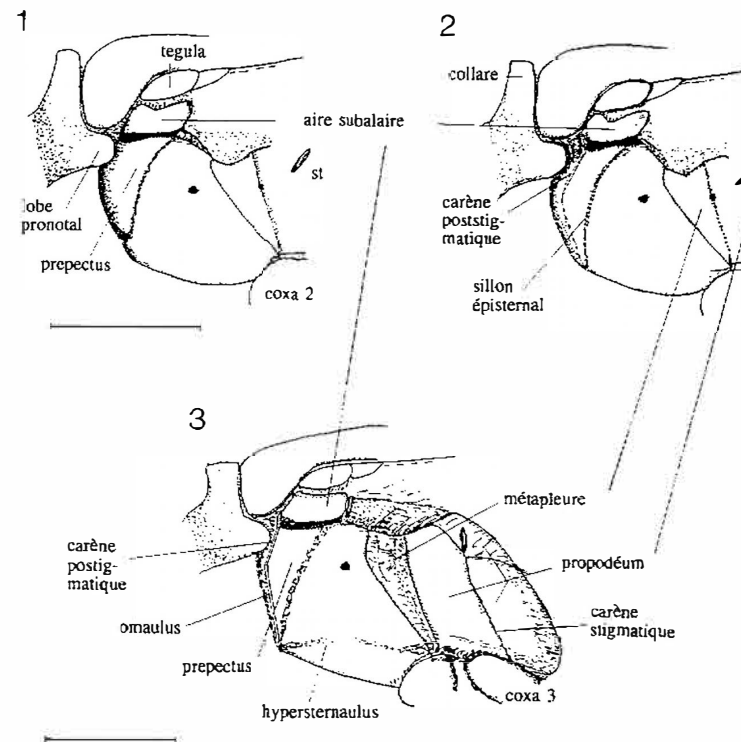 1
tegula
aire subalaire
st
lobe
pronotal
prepectus
coxa 2
2
collare
carène
poststig-
matique
sillon
épisternal
3
métapleure
carène
postig-
matique
propodéum
omaulus
carène
stigmatique
prepectus
coxa 3
hypersternaulus